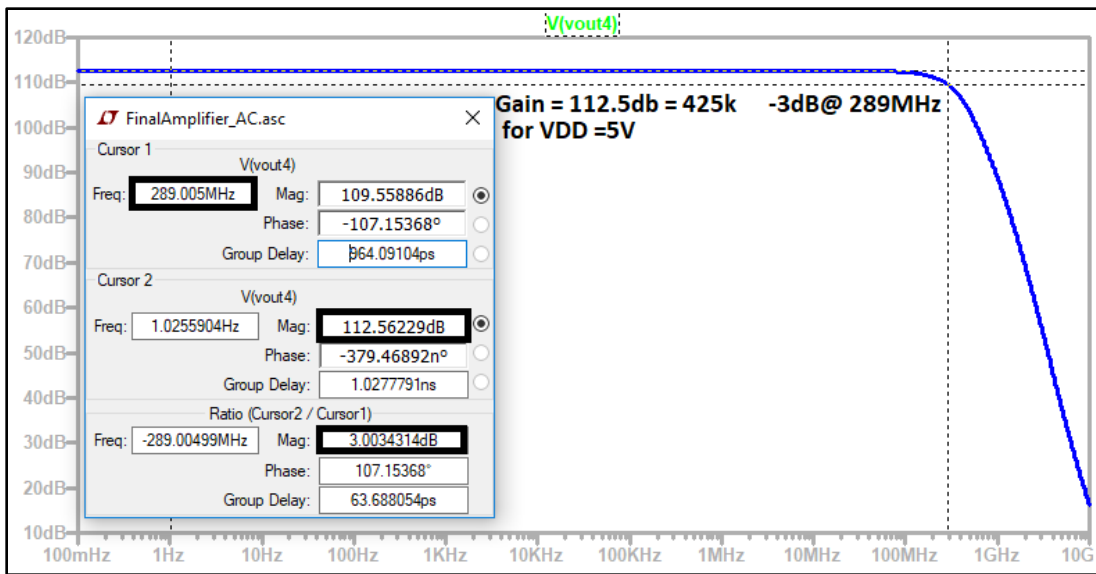 V(vout4)
120dB
110dB
100dB
90dB
80dB
70dB
60dB
50dB
40dB
30dB
20dB
10dB
Gain = 112.5db = 425k -3dB@ 289MHz
for VDD =5V
FinalAmplifier_AC.asc
Cursor 1
V(vout4)
Freq: 289.005MHz Mag: 109.55886dB
Phase: -107.15368°
Group Delay: 964.09104ps
Cursor 2
V(vout4)
Freq: 1.0255904Hz Mag: 112.56229dB
Phase: -379.46892n°
Group Delay: 1.0277791ns
Ratio (Cursor2 / Cursor1)
Freq: -289.00499MHz Mag: 3.0034314dB
Phase: 107.15368°
Group Delay: 63.688054ps
100mHz 1Hz 10Hz 100Hz 1KHz 10KHz 100KHz 1MHz 10MHz 100MHz 1GHz 10G